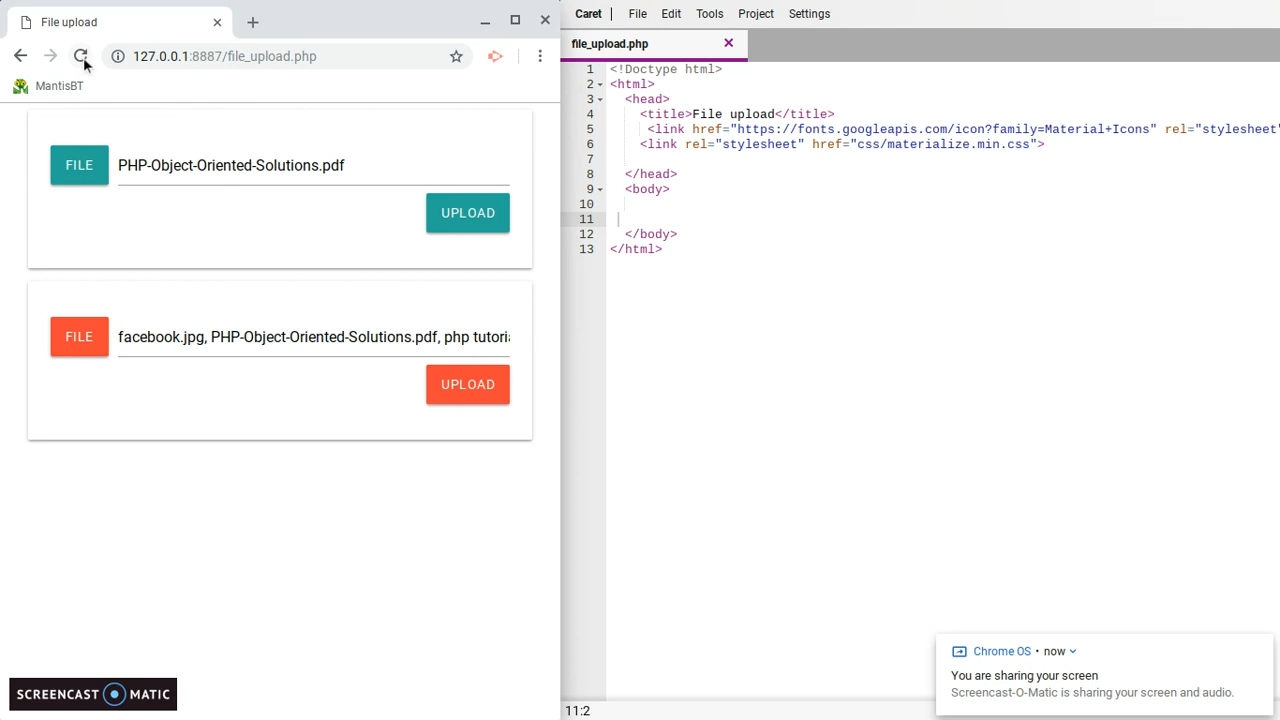 File upload
127.0.0.1:8887/file_upload.php
MantisBT
FILE
PHP-Object-Oriented-Solutions.pdf
UPLOAD
FILE
facebook.jpg, PHP-Object-Oriented-Solutions.pdf, php tutoria
UPLOAD
SCREENCAST MATIC
Caret
File
Edit
Tools
Project
Settings
file_upload.php
1 <!Doctype html>
2 <html>
3 <head>
4 <title>File upload</title>
5 <link href="https://fonts.googleapis.com/icon?family=Material+Icons" rel="stylesheet"
6 <link rel="stylesheet" href="css/materialize.min.css">
7
8 </head>
9 <body>
10
11
12 </body>
13 </html>
Chrome OS • now
You are sharing your screen
Screencast-O-Matic is sharing your screen and audio.
11:2